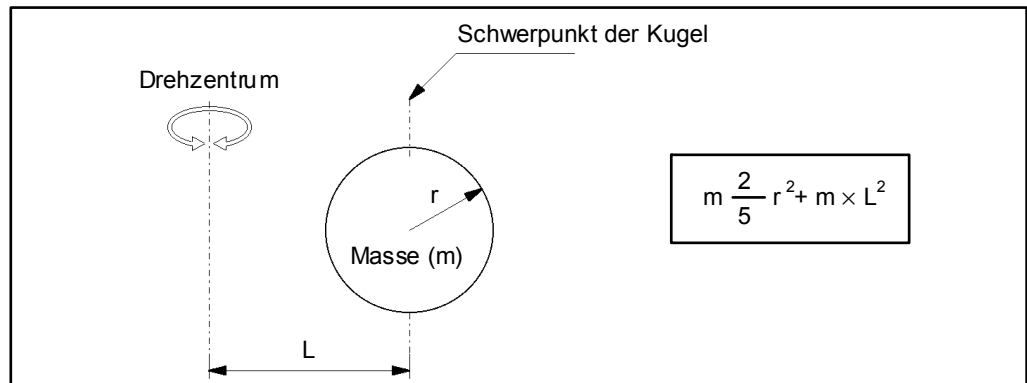 Schwerpunkt der Kugel
Drehzentrum
r
m 2/5 r² + m × L²
Masse (m)
L